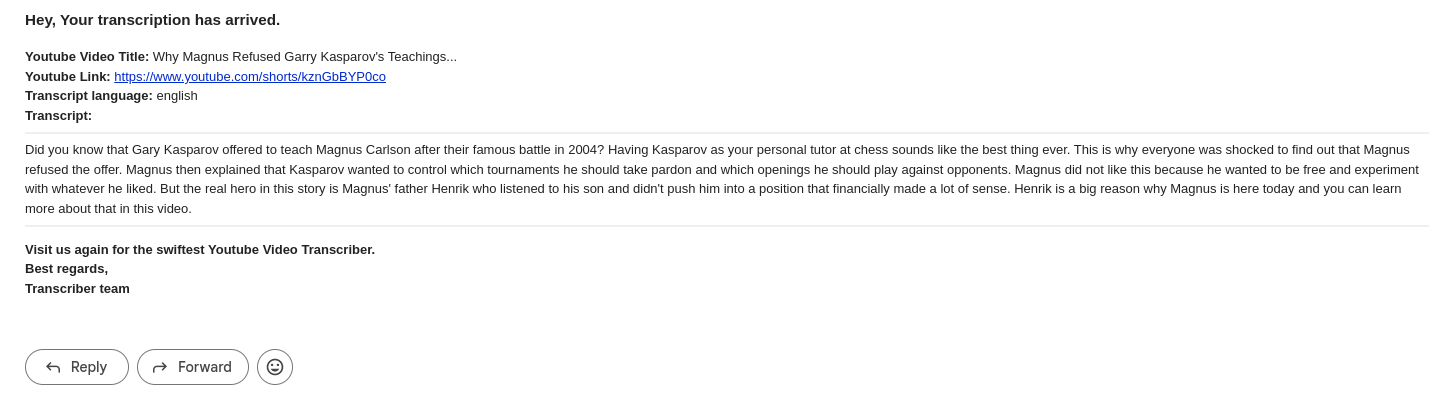 Hey, Your transcription has arrived.
Youtube Video Title: Why Magnus Refused Garry Kasparov's Teachings...
Youtube Link: https://www.youtube.com/shorts/kznGbBYP0co
Transcript language: english
Transcript:
Did you know that Gary Kasparov offered to teach Magnus Carlson after their famous battle in 2004? Having Kasparov as your personal tutor at chess sounds like the best thing ever. This is why everyone was shocked to find out that Magnus
refused the offer. Magnus then explained that Kasparov wanted to control which tournaments he should take pardon and which openings he should play against opponents. Magnus did not like this because he wanted to be free and experiment
with whatever he liked. But the real hero in this story is Magnus' father Henrik who listened to his son and didn't push him into a position that financially made a lot of sense. Henrik is a big reason why Magnus is here today and you can learn
more about that in this video.
Visit us again for the swiftest Youtube Video Transcriber.
Best regards,
Transcriber team
Reply Forward